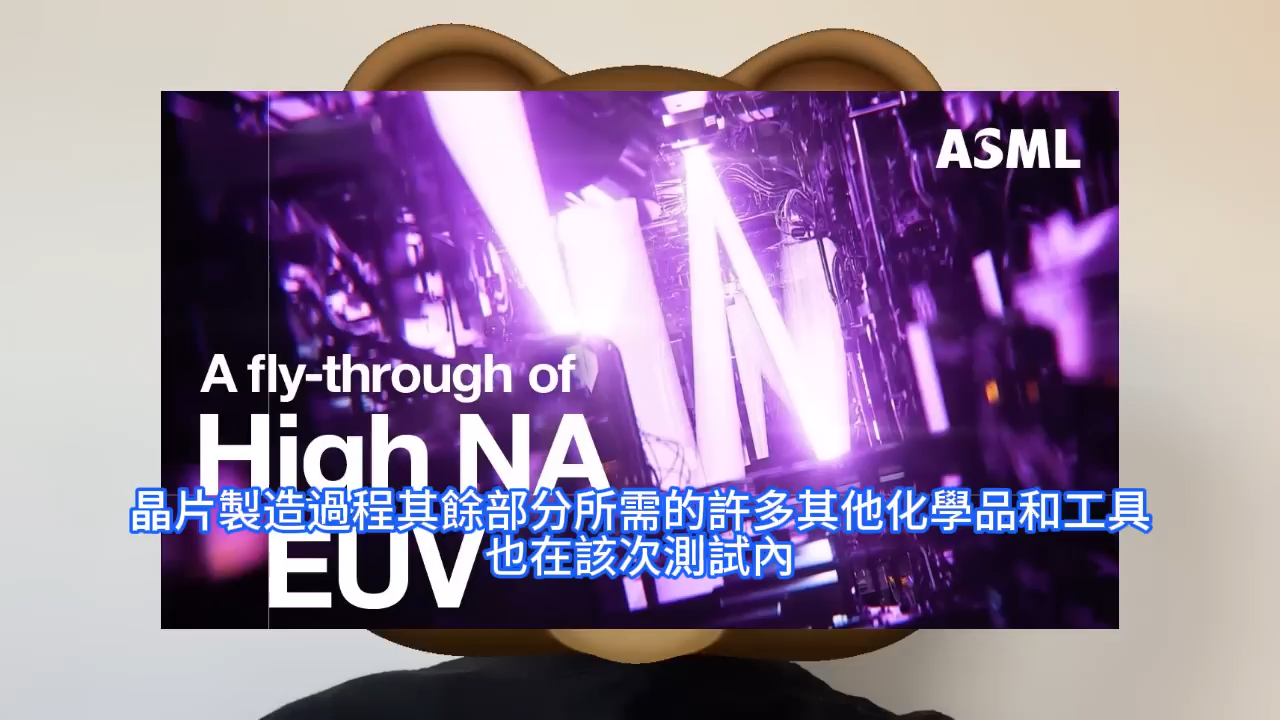 ASML
A fly-through of
High NA
晶片製造過程其餘部分所需的許多其他化學品和工具
EUV
也在該次測試內